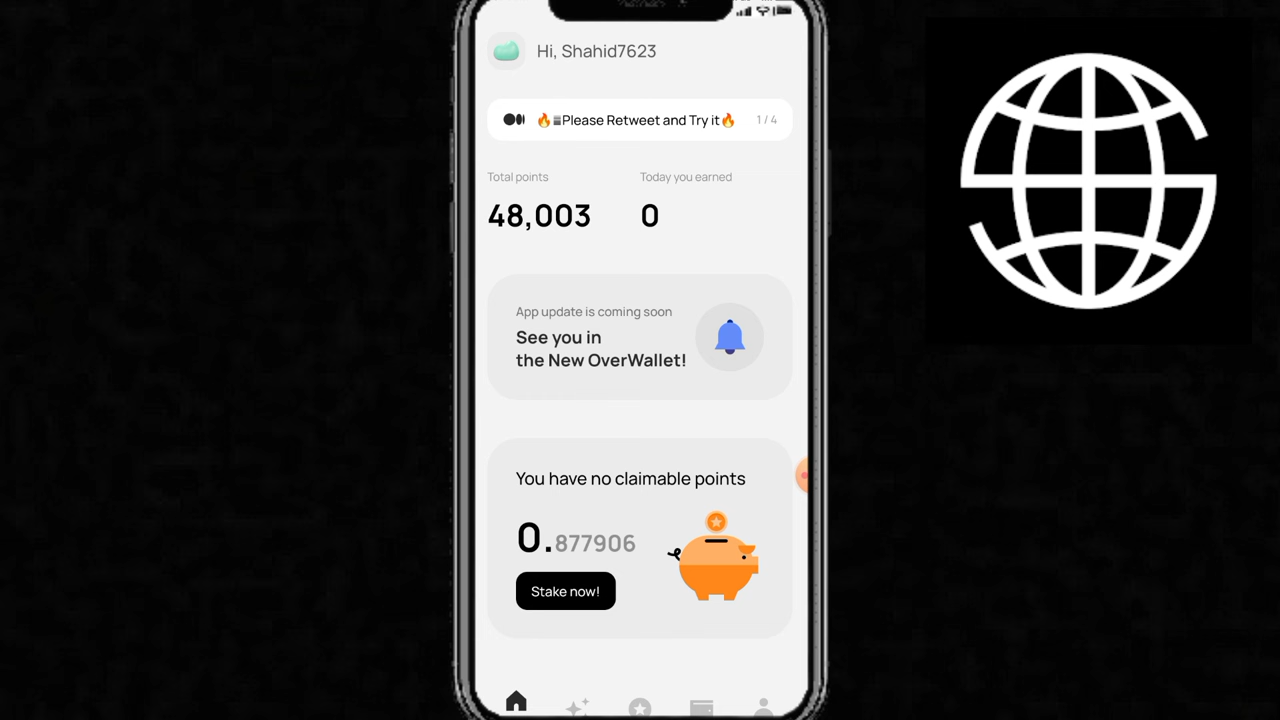 Hi, Shahid7623
🔥🗏Please Retweet and Try it🔥 1 / 4
Total points
Today you earned
48,003
0
App update is coming soon
See you in
the New OverWallet!
You have no claimable points
0.877906
Stake now!